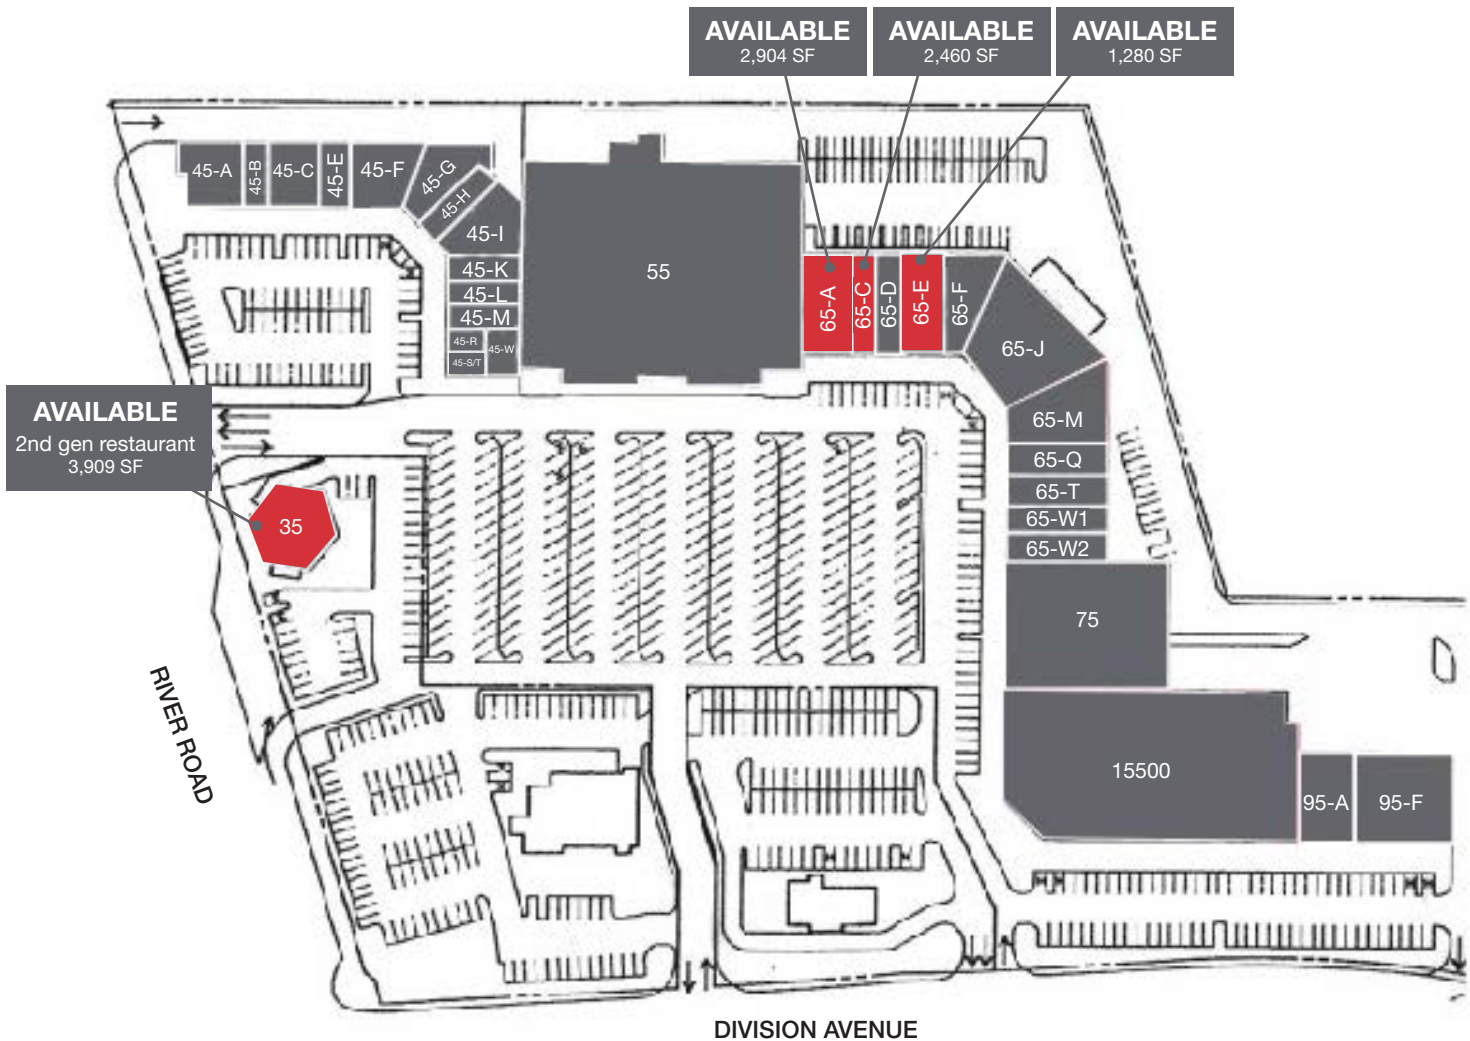 AVAILABLE
2,904 SF
AVAILABLE
2,460 SF
AVAILABLE
1,280 SF
45-A
45-B
45-C
45-E
45-F
45-G
45-H
45-I
45-K
45-L
45-M
45-R
45-S/T
45-W
55
65-A
65-C
65-D
65-E
65-F
65-J
65-M
65-Q
65-T
65-W1
65-W2
AVAILABLE
2nd gen restaurant
3,909 SF
35
75
15500
95-A
95-F
RIVER ROAD
DIVISION AVENUE